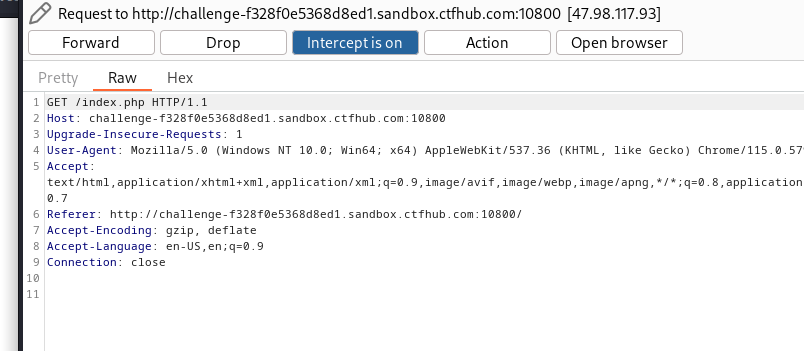 Request to http://challenge-f328f0e5368d8ed1.sandbox.ctfhub.com:10800 [47.98.117.93]
Forward Drop Intercept is on Action Open browser
Pretty Raw Hex
1 GET /index.php HTTP/1.1
2 Host: challenge-f328f0e5368d8ed1.sandbox.ctfhub.com:10800
3 Upgrade-Insecure-Requests: 1
4 User-Agent: Mozilla/5.0 (Windows NT 10.0; Win64; x64) AppleWebKit/537.36 (KHTML, like Gecko) Chrome/115.0.579
5 Accept:
text/html,application/xhtml+xml,application/xml;q=0.9,image/avif,image/webp,image/apng,*/*;q=0.8,application
0.7
6 Referer: http://challenge-f328f0e5368d8ed1.sandbox.ctfhub.com:10800/
7 Accept-Encoding: gzip, deflate
8 Accept-Language: en-US,en;q=0.9
9 Connection: close
10
11